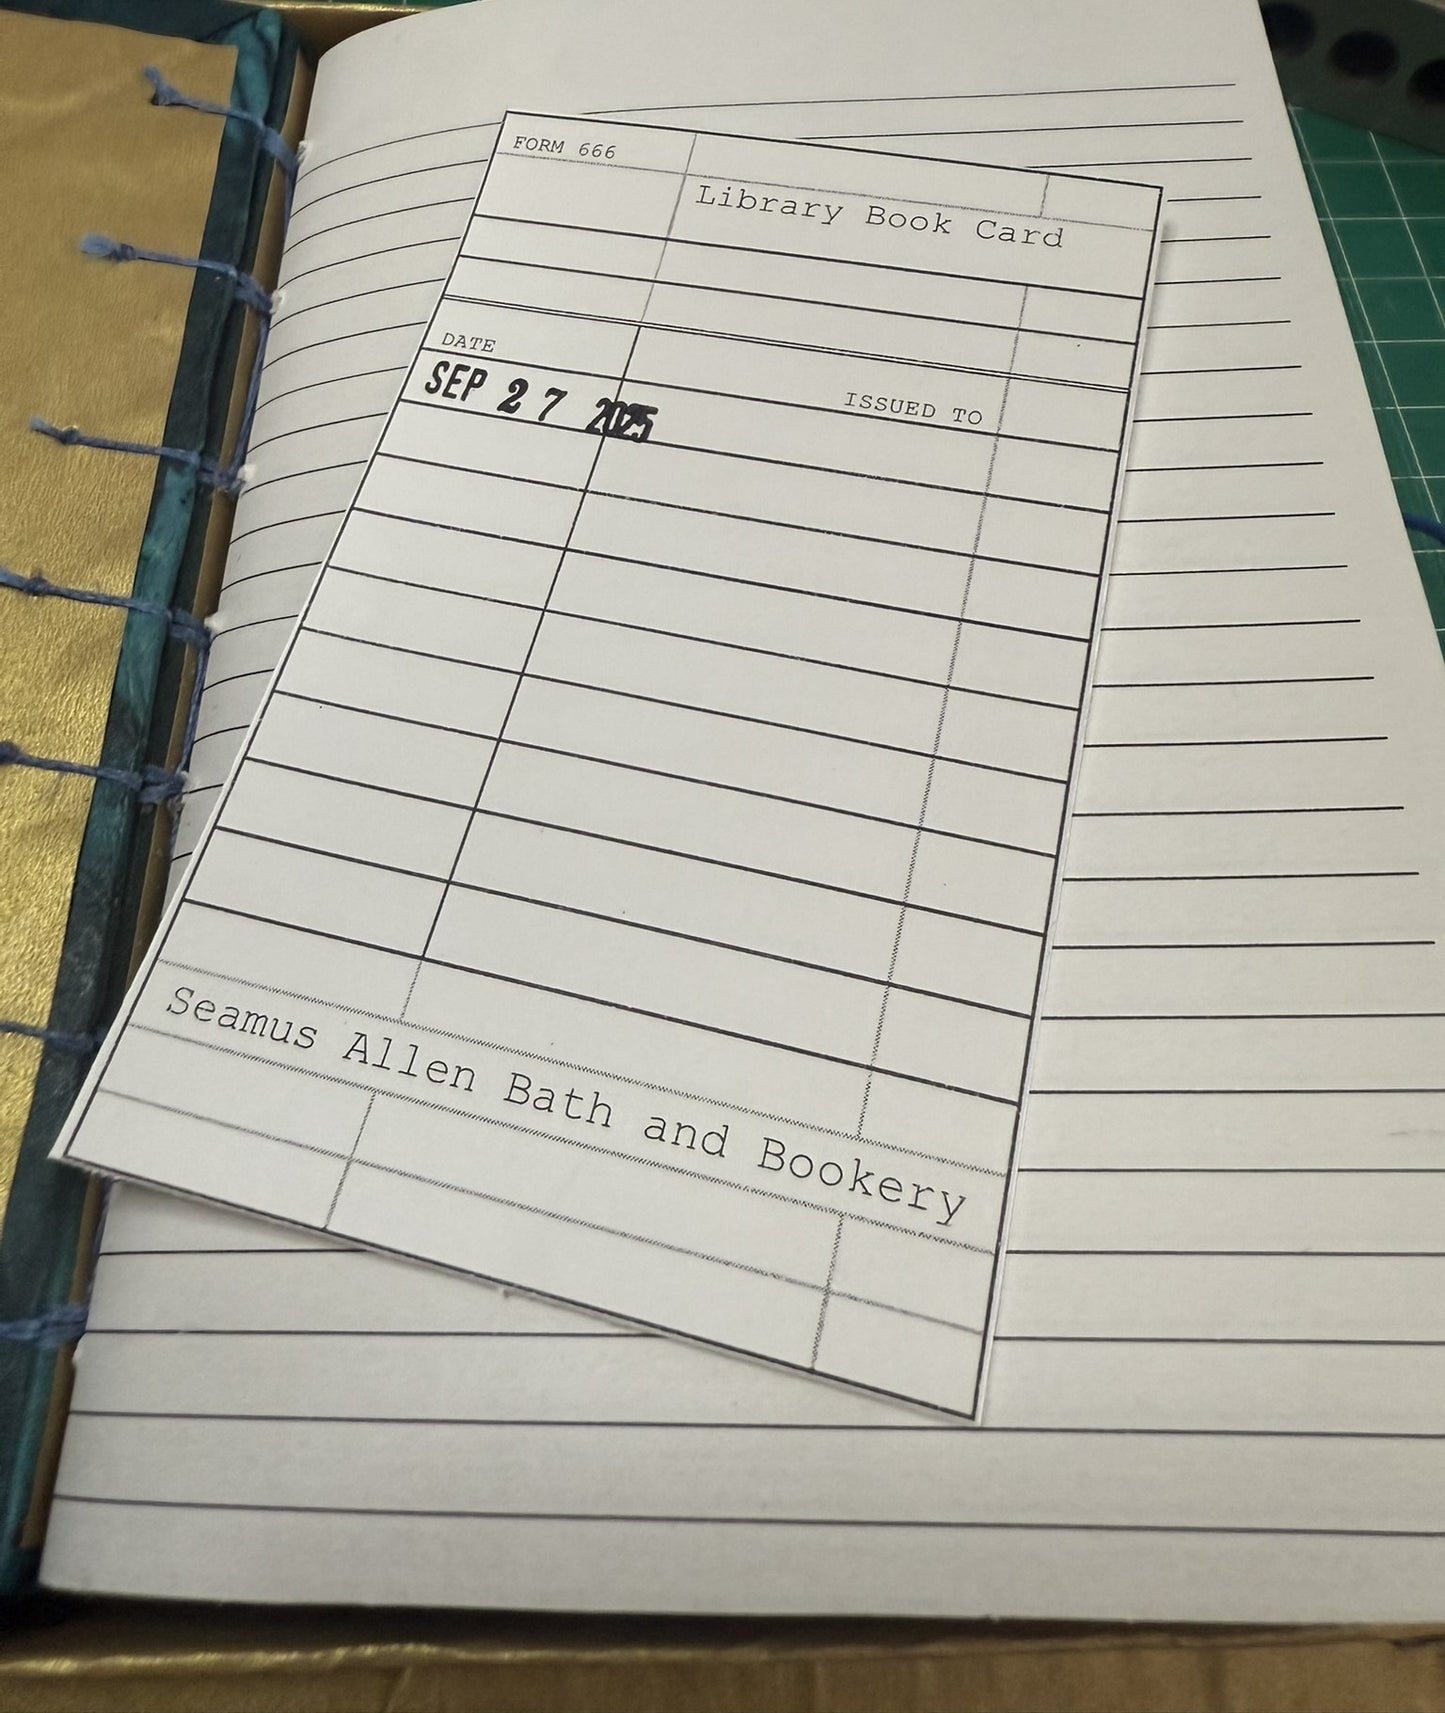 FORM 666
Library Book Card
DATE
ISSUED TO
SEP 27 2025
Seamus Allen Bath and Bookery